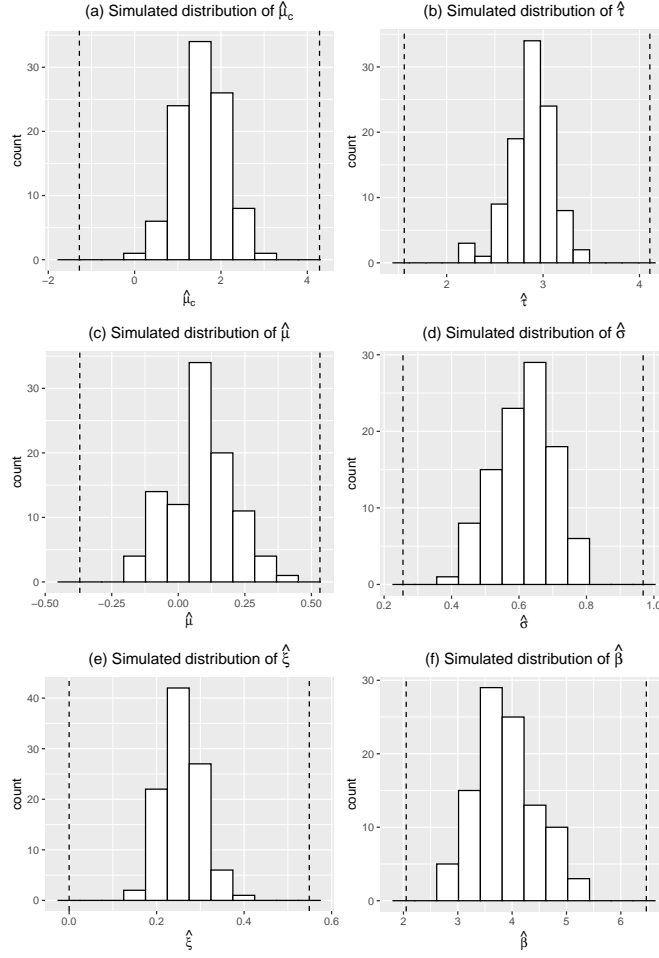 (a) Simulated distribution of μ̂c
(b) Simulated distribution of τ̂
30
20
10
0
count
−2
0
2
4
μ̂c
30
20
10
0
count
2
3
4
τ̂
(c) Simulated distribution of μ̂
(d) Simulated distribution of σ̂
30
20
10
0
count
−0.50
−0.25
0.00
0.25
0.50
μ̂
30
20
10
0
count
0.2
0.4
0.6
0.8
1.0
σ̂
(e) Simulated distribution of ξ̂
(f) Simulated distribution of β̂
40
30
20
10
0
count
0.0
0.2
0.4
0.6
ξ̂
30
20
10
0
count
2
3
4
5
6
β̂